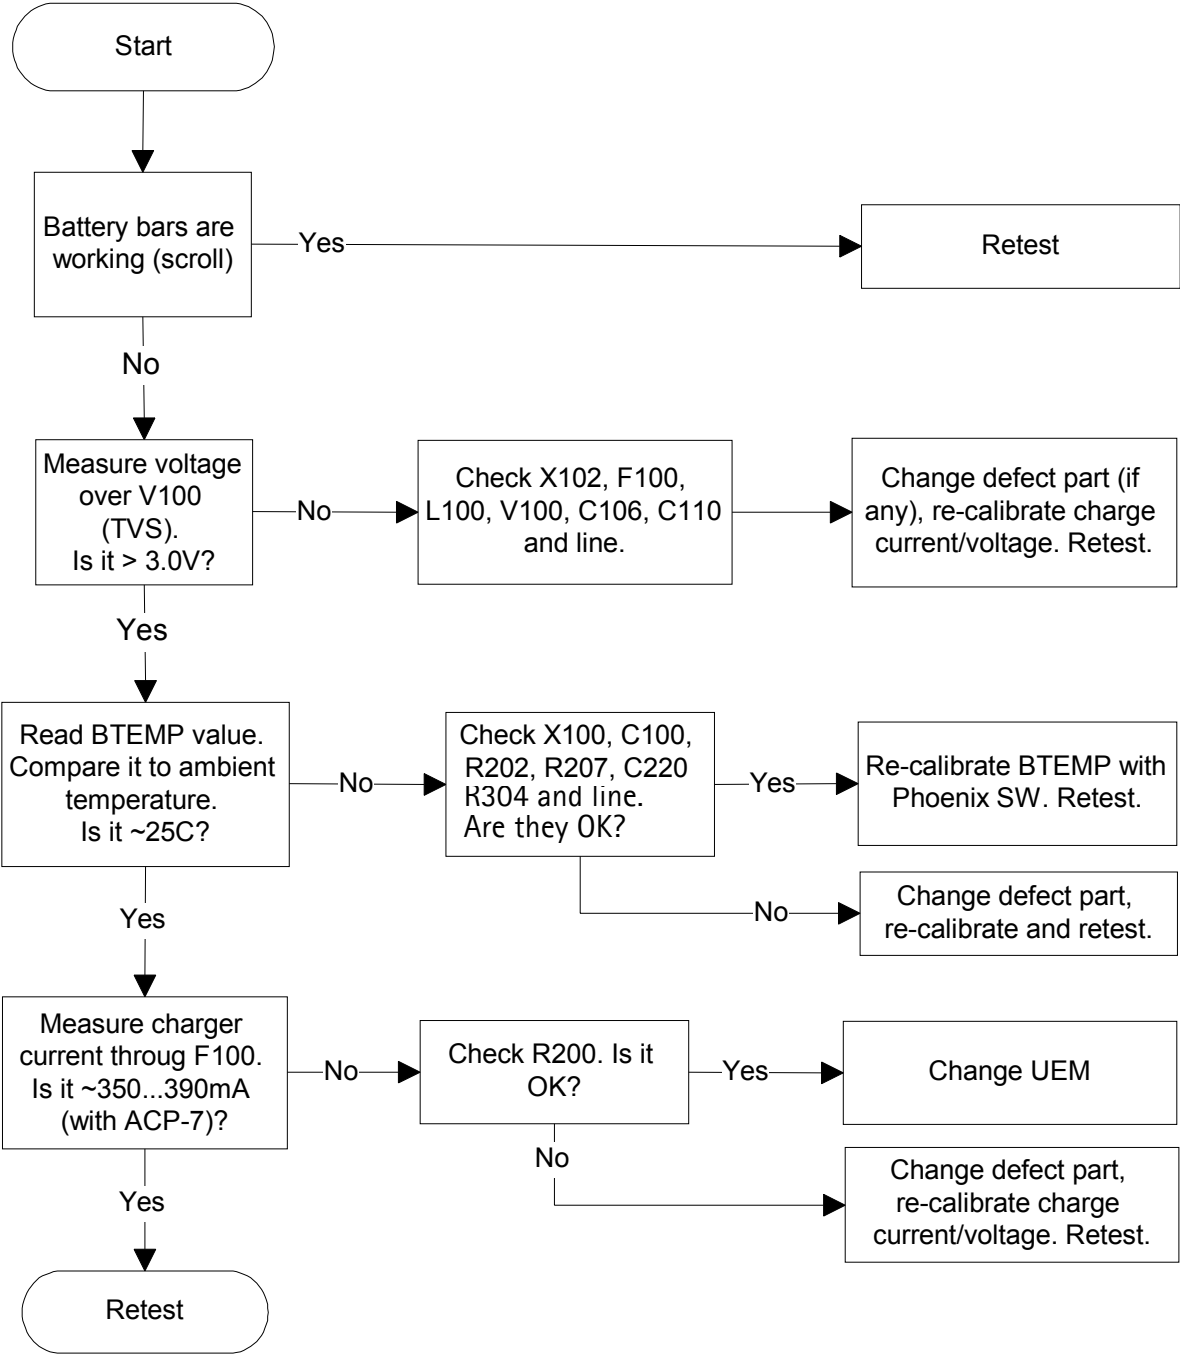 Start
Battery bars are
working (scroll)
Yes
Retest
No
Measure voltage
over V100
(TVS).
Is it > 3.0V?
No
Check X102, F100,
L100, V100, C106, C110
and line.
Change defect part (if
any), re-calibrate charge
current/voltage. Retest.
Yes
Read BTEMP value.
Compare it to ambient
temperature.
Is it ~25C?
No
Check X100, C100,
R202, R207, C220
R304 and line.
Are they OK?
Yes
Re-calibrate BTEMP with
Phoenix SW. Retest.
No
Change defect part,
re-calibrate and retest.
Yes
Measure charger
current throug F100.
Is it ~350...390mA
(with ACP-7)?
No
Check R200. Is it
OK?
Yes
Change UEM
No
Change defect part,
re-calibrate charge
current/voltage. Retest.
Yes
Retest